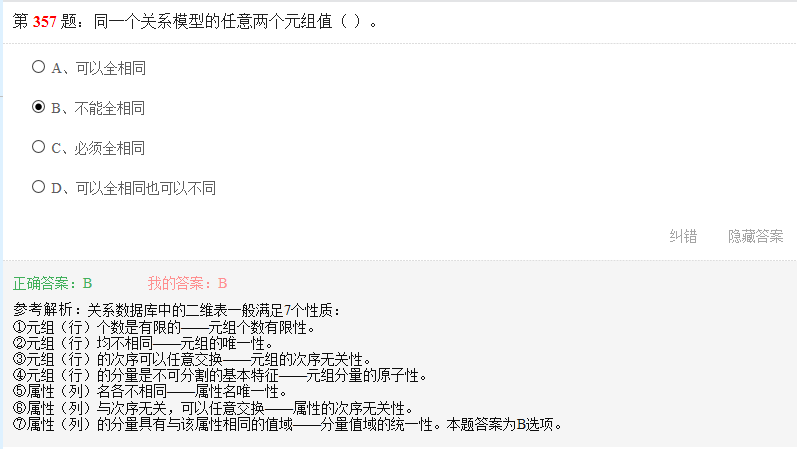 第 357 题：同一个关系模型的任意两个元组值（ ）。
A、可以全相同
B、不能全相同
C、必须全相同
D、可以全相同也可以不同
纠错 隐藏答案
正确答案：B 我的答案：B
参考解析：关系数据库中的二维表一般满足7个性质：
①元组（行）个数是有限的——元组个数有限性。
②元组（行）均不相同——元组的唯一性。
③元组（行）的次序可以任意交换——元组的次序无关性。
④元组（行）的分量是不可分割的基本特征——元组分量的原子性。
⑤属性（列）名各不相同——属性名唯一性。
⑥属性（列）与次序无关，可以任意交换——属性的次序无关性。
⑦属性（列）的分量具有与该属性相同的值域——分量值域的统一性。本题答案为B选项。